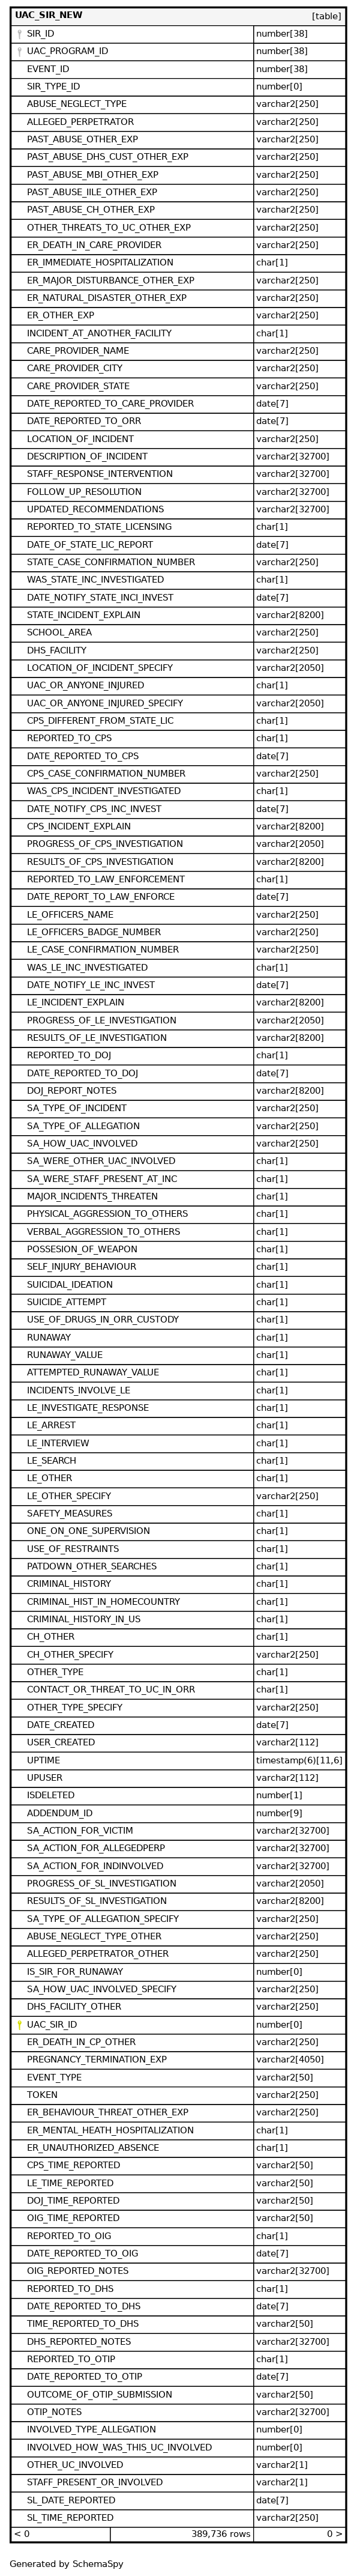 UAC_SIR_NEW [table]
SIR_ID number[38]
UAC_PROGRAM_ID number[38]
EVENT_ID number[38]
SIR_TYPE_ID number[0]
ABUSE_NEGLECT_TYPE varchar2[250]
ALLEGED_PERPETRATOR varchar2[250]
PAST_ABUSE_OTHER_EXP varchar2[250]
PAST_ABUSE_DHS_CUST_OTHER_EXP varchar2[250]
PAST_ABUSE_MBI_OTHER_EXP varchar2[250]
PAST_ABUSE_IILE_OTHER_EXP varchar2[250]
PAST_ABUSE_CH_OTHER_EXP varchar2[250]
OTHER_THREATS_TO_UC_OTHER_EXP varchar2[250]
ER_DEATH_IN_CARE_PROVIDER varchar2[250]
ER_IMMEDIATE_HOSPITALIZATION char[1]
ER_MAJOR_DISTURBANCE_OTHER_EXP varchar2[250]
ER_NATURAL_DISASTER_OTHER_EXP varchar2[250]
ER_OTHER_EXP varchar2[250]
INCIDENT_AT_ANOTHER_FACILITY char[1]
CARE_PROVIDER_NAME varchar2[250]
CARE_PROVIDER_CITY varchar2[250]
CARE_PROVIDER_STATE varchar2[250]
DATE_REPORTED_TO_CARE_PROVIDER date[7]
DATE_REPORTED_TO_ORR date[7]
LOCATION_OF_INCIDENT varchar2[250]
DESCRIPTION_OF_INCIDENT varchar2[32700]
STAFF_RESPONSE_INTERVENTION varchar2[32700]
FOLLOW_UP_RESOLUTION varchar2[32700]
UPDATED_RECOMMENDATIONS varchar2[32700]
REPORTED_TO_STATE_LICENSING char[1]
DATE_OF_STATE_LIC_REPORT date[7]
STATE_CASE_CONFIRMATION_NUMBER varchar2[250]
WAS_STATE_INC_INVESTIGATED char[1]
DATE_NOTIFY_STATE_INCI_INVEST date[7]
STATE_INCIDENT_EXPLAIN varchar2[8200]
SCHOOL_AREA varchar2[250]
DHS_FACILITY varchar2[250]
LOCATION_OF_INCIDENT_SPECIFY varchar2[2050]
UAC_OR_ANYONE_INJURED char[1]
UAC_OR_ANYONE_INJURED_SPECIFY varchar2[2050]
CPS_DIFFERENT_FROM_STATE_LIC char[1]
REPORTED_TO_CPS char[1]
DATE_REPORTED_TO_CPS date[7]
CPS_CASE_CONFIRMATION_NUMBER varchar2[250]
WAS_CPS_INCIDENT_INVESTIGATED char[1]
DATE_NOTIFY_CPS_INC_INVEST date[7]
CPS_INCIDENT_EXPLAIN varchar2[8200]
PROGRESS_OF_CPS_INVESTIGATION varchar2[2050]
RESULTS_OF_CPS_INVESTIGATION varchar2[8200]
REPORTED_TO_LAW_ENFORCEMENT char[1]
DATE_REPORT_TO_LAW_ENFORCE date[7]
LE_OFFICERS_NAME varchar2[250]
LE_OFFICERS_BADGE_NUMBER varchar2[250]
LE_CASE_CONFIRMATION_NUMBER varchar2[250]
WAS_LE_INC_INVESTIGATED char[1]
DATE_NOTIFY_LE_INC_INVEST date[7]
LE_INCIDENT_EXPLAIN varchar2[8200]
PROGRESS_OF_LE_INVESTIGATION varchar2[2050]
RESULTS_OF_LE_INVESTIGATION varchar2[8200]
REPORTED_TO_DOJ char[1]
DATE_REPORTED_TO_DOJ date[7]
DOJ_REPORT_NOTES varchar2[8200]
SA_TYPE_OF_INCIDENT varchar2[250]
SA_TYPE_OF_ALLEGATION varchar2[250]
SA_HOW_UAC_INVOLVED varchar2[250]
SA_WERE_OTHER_UAC_INVOLVED char[1]
SA_WERE_STAFF_PRESENT_AT_INC char[1]
MAJOR_INCIDENTS_THREATEN char[1]
PHYSICAL_AGGRESSION_TO_OTHERS char[1]
VERBAL_AGGRESSION_TO_OTHERS char[1]
POSSESION_OF_WEAPON char[1]
SELF_INJURY_BEHAVIOUR char[1]
SUICIDAL_IDEATION char[1]
SUICIDE_ATTEMPT char[1]
USE_OF_DRUGS_IN_ORR_CUSTODY char[1]
RUNAWAY char[1]
RUNAWAY_VALUE char[1]
ATTEMPTED_RUNAWAY_VALUE char[1]
INCIDENTS_INVOLVE_LE char[1]
LE_INVESTIGATE_RESPONSE char[1]
LE_ARREST char[1]
LE_INTERVIEW char[1]
LE_SEARCH char[1]
LE_OTHER char[1]
LE_OTHER_SPECIFY varchar2[250]
SAFETY_MEASURES char[1]
ONE_ON_ONE_SUPERVISION char[1]
USE_OF_RESTRAINTS char[1]
PATDOWN_OTHER_SEARCHES char[1]
CRIMINAL_HISTORY char[1]
CRIMINAL_HIST_IN_HOMECOUNTRY char[1]
CRIMINAL_HISTORY_IN_US char[1]
CH_OTHER char[1]
CH_OTHER_SPECIFY varchar2[250]
OTHER_TYPE char[1]
CONTACT_OR_THREAT_TO_UC_IN_ORR char[1]
OTHER_TYPE_SPECIFY varchar2[250]
DATE_CREATED date[7]
USER_CREATED varchar2[112]
UPTIME timestamp(6)[11,6]
UPUSER varchar2[112]
ISDELETED number[1]
ADDENDUM_ID number[9]
SA_ACTION_FOR_VICTIM varchar2[32700]
SA_ACTION_FOR_ALLEGEDPERP varchar2[32700]
SA_ACTION_FOR_INDINVOLVED varchar2[32700]
PROGRESS_OF_SL_INVESTIGATION varchar2[2050]
RESULTS_OF_SL_INVESTIGATION varchar2[8200]
SA_TYPE_OF_ALLEGATION_SPECIFY varchar2[250]
ABUSE_NEGLECT_TYPE_OTHER varchar2[250]
ALLEGED_PERPETRATOR_OTHER varchar2[250]
IS_SIR_FOR_RUNAWAY number[0]
SA_HOW_UAC_INVOLVED_SPECIFY varchar2[250]
DHS_FACILITY_OTHER varchar2[250]
UAC_SIR_ID number[0]
ER_DEATH_IN_CP_OTHER varchar2[250]
PREGNANCY_TERMINATION_EXP varchar2[4050]
EVENT_TYPE varchar2[50]
TOKEN varchar2[250]
ER_BEHAVIOUR_THREAT_OTHER_EXP varchar2[250]
ER_MENTAL_HEATH_HOSPITALIZATION char[1]
ER_UNAUTHORIZED_ABSENCE char[1]
CPS_TIME_REPORTED varchar2[50]
LE_TIME_REPORTED varchar2[50]
DOJ_TIME_REPORTED varchar2[50]
OIG_TIME_REPORTED varchar2[50]
REPORTED_TO_OIG char[1]
DATE_REPORTED_TO_OIG date[7]
OIG_REPORTED_NOTES varchar2[32700]
REPORTED_TO_DHS char[1]
DATE_REPORTED_TO_DHS date[7]
TIME_REPORTED_TO_DHS varchar2[50]
DHS_REPORTED_NOTES varchar2[32700]
REPORTED_TO_OTIP char[1]
DATE_REPORTED_TO_OTIP date[7]
OUTCOME_OF_OTIP_SUBMISSION varchar2[50]
OTIP_NOTES varchar2[32700]
INVOLVED_TYPE_ALLEGATION number[0]
INVOLVED_HOW_WAS_THIS_UC_INVOLVED number[0]
OTHER_UC_INVOLVED varchar2[1]
STAFF_PRESENT_OR_INVOLVED varchar2[1]
SL_DATE_REPORTED date[7]
SL_TIME_REPORTED varchar2[250]
< 0 389,736 rows 0 >
Generated by SchemaSpy